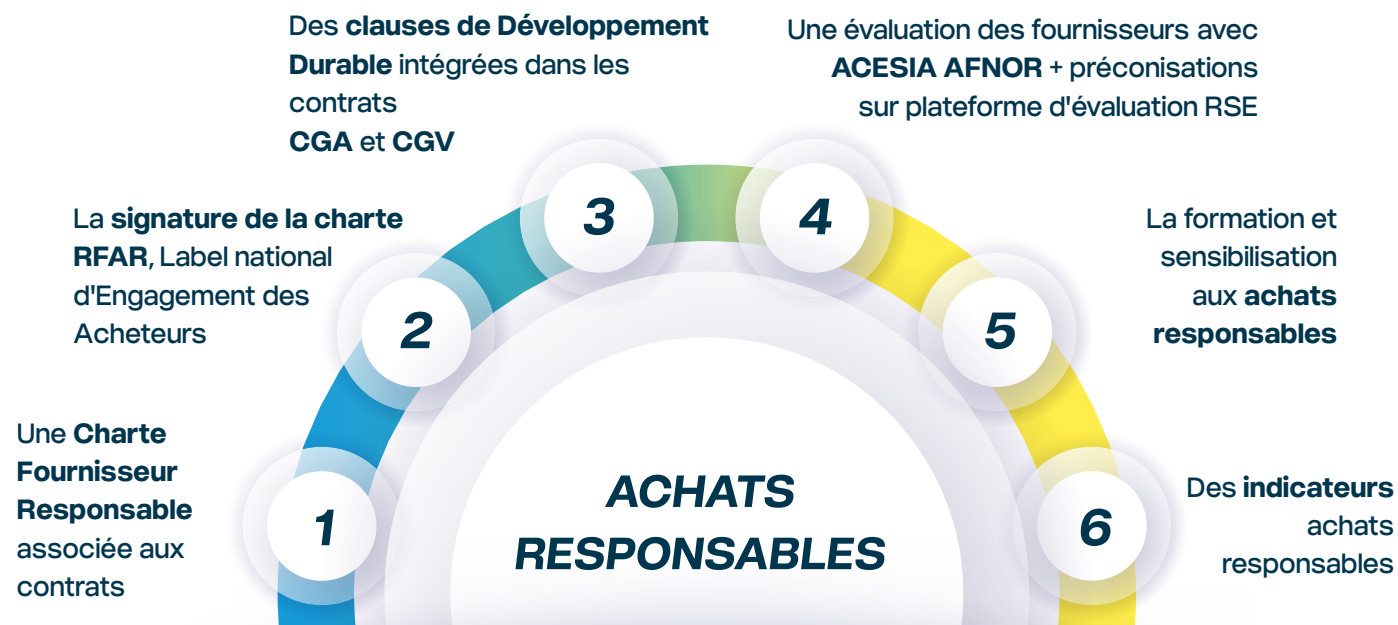 Des clauses de Développement
Durable intégrées dans les
contrats
CGA et CGV
Une évaluation des fournisseurs avec
ACESIA AFNOR + préconisations
sur plateforme d'évaluation RSE
La signature de la charte
RFAR, Label national
d'Engagement des
Acheteurs
La formation et
sensibilisation
aux achats
responsables
Une Charte
Fournisseur
Responsable
associée aux
contrats
Des indicateurs
achats
responsables
1
2
3
4
5
6
ACHATS
RESPONSABLES